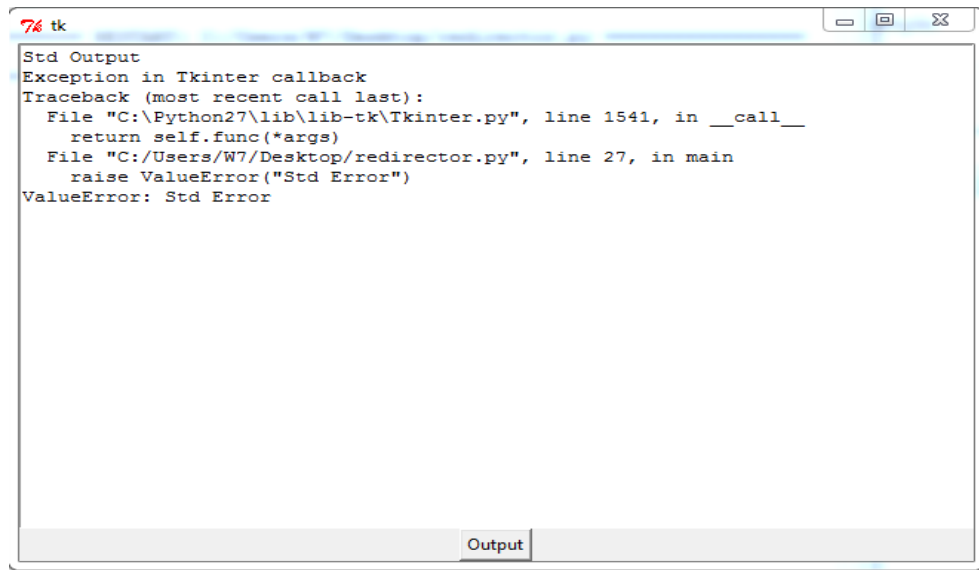 tk
Std Output
Exception in Tkinter callback
Traceback (most recent call last):
  File "C:\Python27\lib\lib-tk\Tkinter.py", line 1541, in __call__
    return self.func(*args)
  File "C:/Users/W7/Desktop/redirector.py", line 27, in main
    raise ValueError("Std Error")
ValueError: Std Error
Output